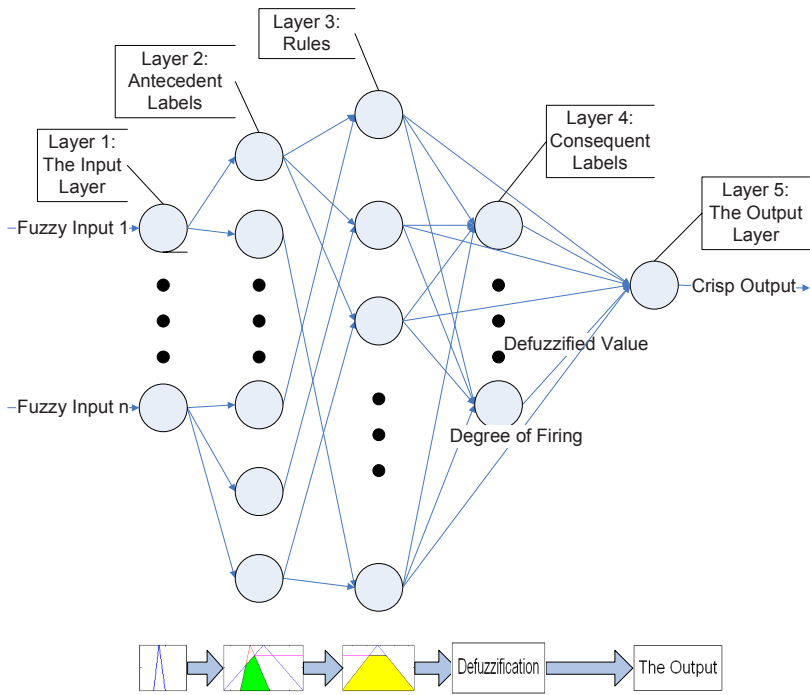 Layer 3:
Rules
Layer 2:
Antecedent
Labels
Layer 4:
Consequent
Labels
Layer 1:
The Input
Layer
Layer 5:
The Output
Layer
Fuzzy Input 1
Crisp Output
Defuzzified Value
Fuzzy Input n
Degree of Firing
Defuzzification
The Output